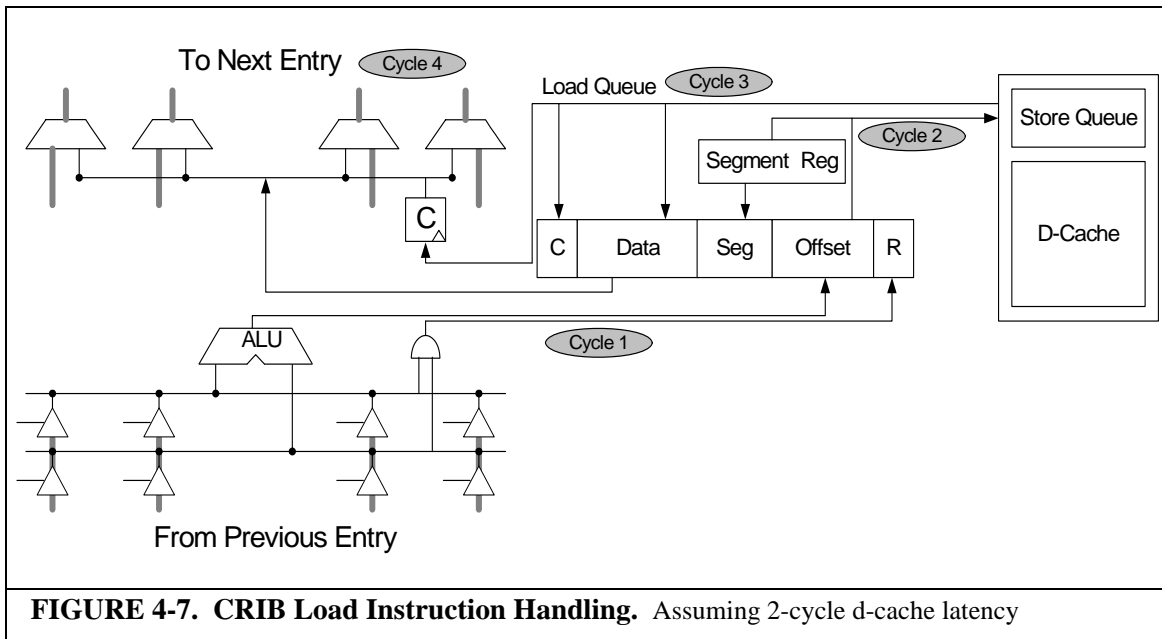 To Next Entry
Cycle 4
Load Queue
Cycle 3
Store Queue
Cycle 2
Segment Reg
C
C
Data
Seg
Offset
R
D-Cache
ALU
Cycle 1
From Previous Entry
FIGURE 4-7. CRIB Load Instruction Handling. Assuming 2-cycle d-cache latency